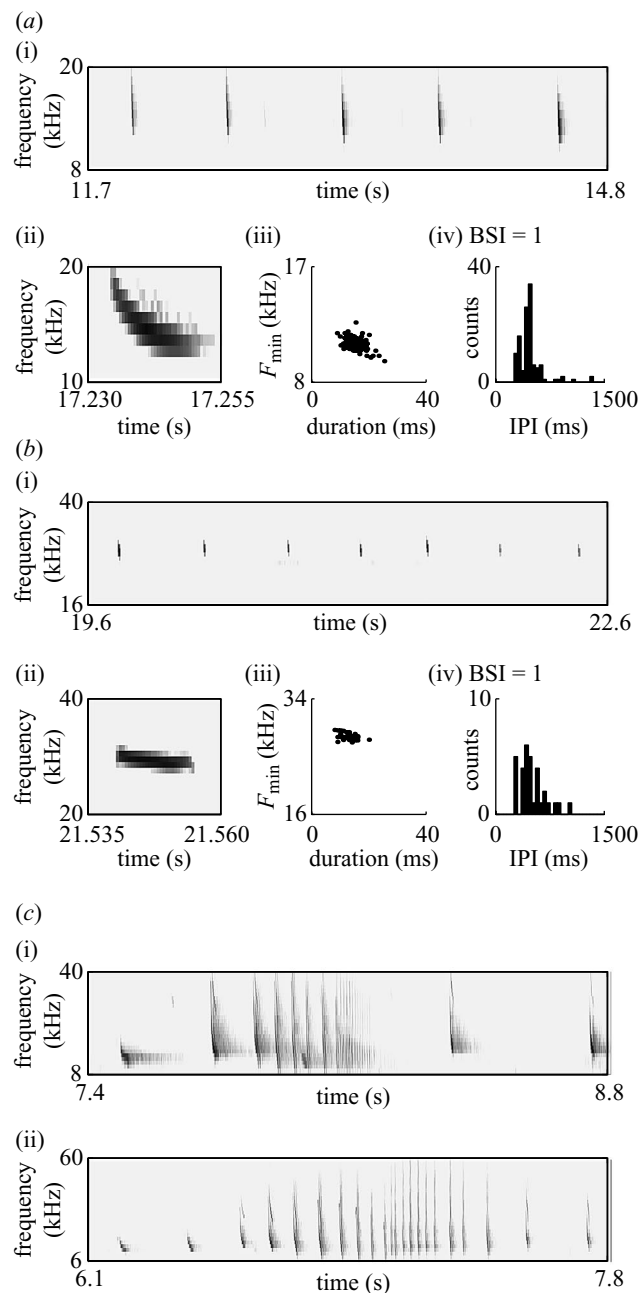 (a)
(i)
20
frequency
(kHz)
8
11.7 time (s) 14.8
(ii) (iii) (iv) BSI = 1
20 17 40
frequency
(kHz)
Fmin (kHz)
counts
10 8 0
17.230 17.255 0 40 0 1500
time (s) duration (ms) IPI (ms)
(b)
(i)
40
frequency
(kHz)
16
19.6 time (s) 22.6
(ii) (iii) (iv) BSI = 1
40 34 10
frequency
(kHz)
Fmin (kHz)
counts
20 16 0
21.535 21.560 0 40 0 1500
time (s) duration (ms) IPI (ms)
(c)
(i)
40
frequency
(kHz)
8
7.4 time (s) 8.8
(ii)
60
frequency
(kHz)
6
6.1 time (s) 7.8